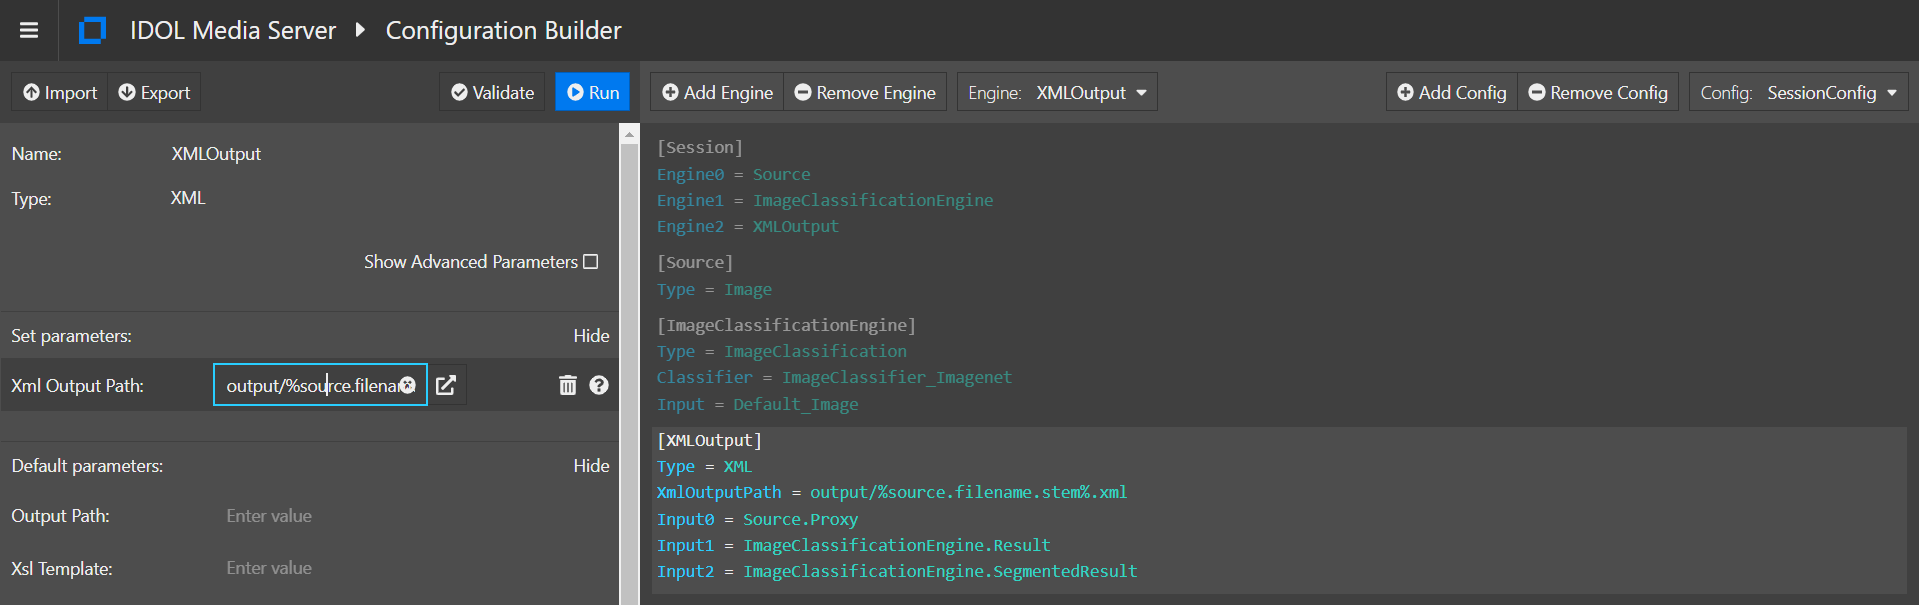 IDOL Media Server Configuration Builder
Import Export Validate Run
Name: XMLOutput
Type: XML
Show Advanced Parameters
Set parameters: Hide
Xml Output Path: output/%source.filena
Default parameters: Hide
Output Path: Enter value
Xsl Template: Enter value
Add Engine Remove Engine Engine: XMLOutput Add Config Remove Config Config: SessionConfig
[Session]
Engine0 = Source
Engine1 = ImageClassificationEngine
Engine2 = XMLOutput
[Source]
Type = Image
[ImageClassificationEngine]
Type = ImageClassification
Classifier = ImageClassifier_Imagenet
Input = Default_Image
[XMLOutput]
Type = XML
XmlOutputPath = output/%source.filename.stem%.xml
Input0 = Source.Proxy
Input1 = ImageClassificationEngine.Result
Input2 = ImageClassificationEngine.SegmentedResult